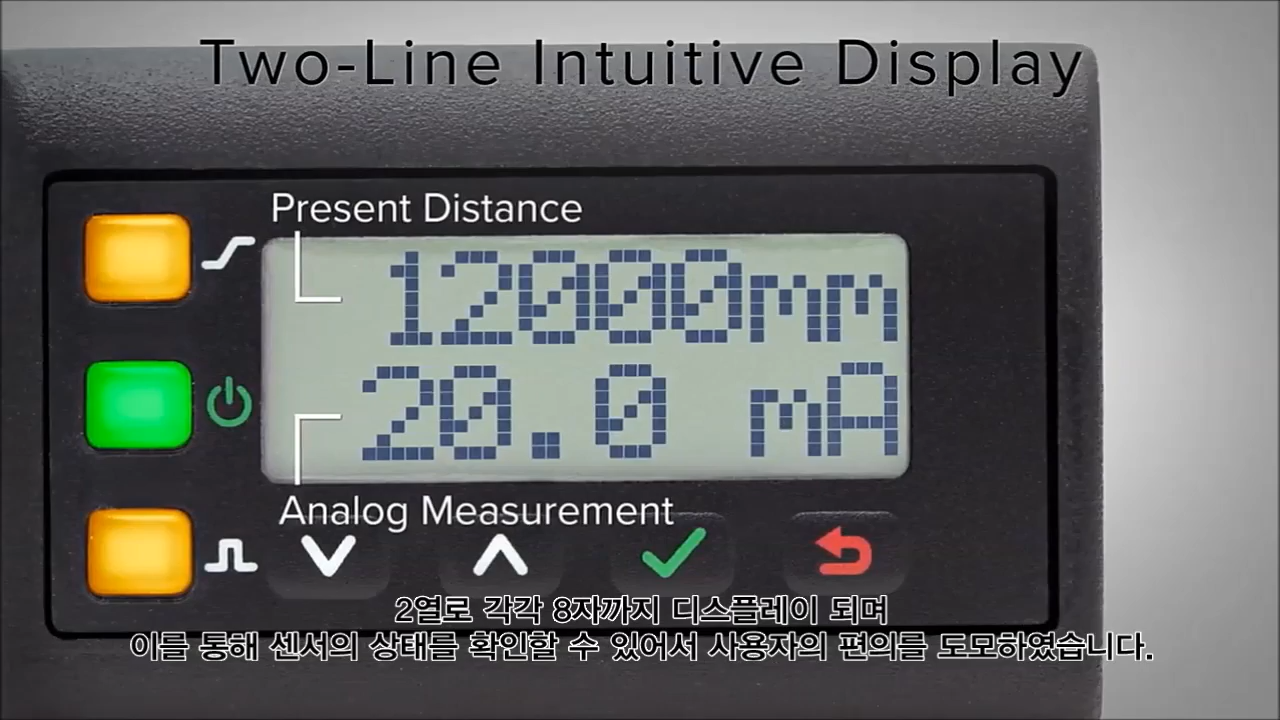 Two-Line Intuitive Display
Present Distance
12000mm
20.0 mA
Analog Measurement
2열로 각각 8자까지 디스플레이 되며
이를 통해 센서의 상태를 확인할 수 있어서 사용자의 편의를 도모하였습니다.